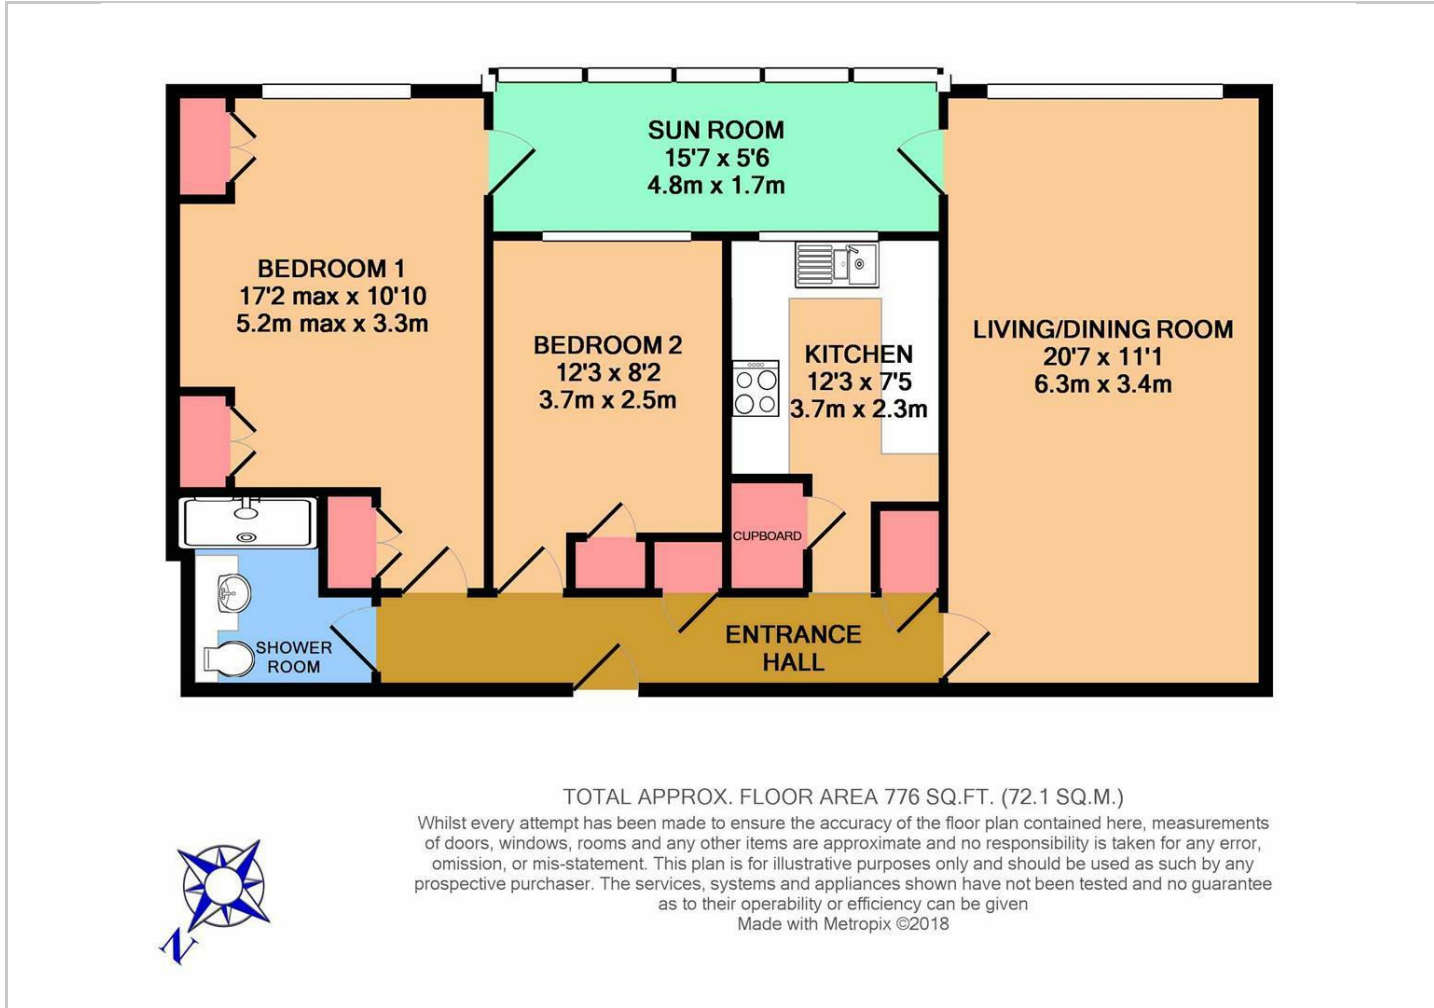 SUN ROOM
15'7 x 5'6
4.8m x 1.7m
BEDROOM 1
17'2 max x 10'10
5.2m max x 3.3m
BEDROOM 2
12'3 x 8'2
3.7m x 2.5m
KITCHEN
12'3 x 7'5
3.7m x 2.3m
LIVING/DINING ROOM
20'7 x 11'1
6.3m x 3.4m
CUPBOARD
SHOWER
ROOM
ENTRANCE
HALL
TOTAL APPROX. FLOOR AREA 776 SQ.FT. (72.1 SQ.M.)
Whilst every attempt has been made to ensure the accuracy of the floor plan contained here, measurements
of doors, windows, rooms and any other items are approximate and no responsibility is taken for any error,
omission, or mis-statement. This plan is for illustrative purposes only and should be used as such by any
prospective purchaser. The services, systems and appliances shown have not been tested and no guarantee
as to their operability or efficiency can be given
Made with Metropix ©2018
N